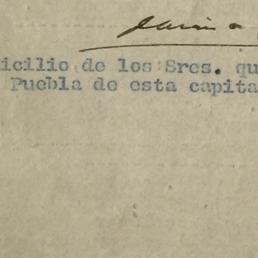 icilio de los Sres. qu
Puebla de esta capita